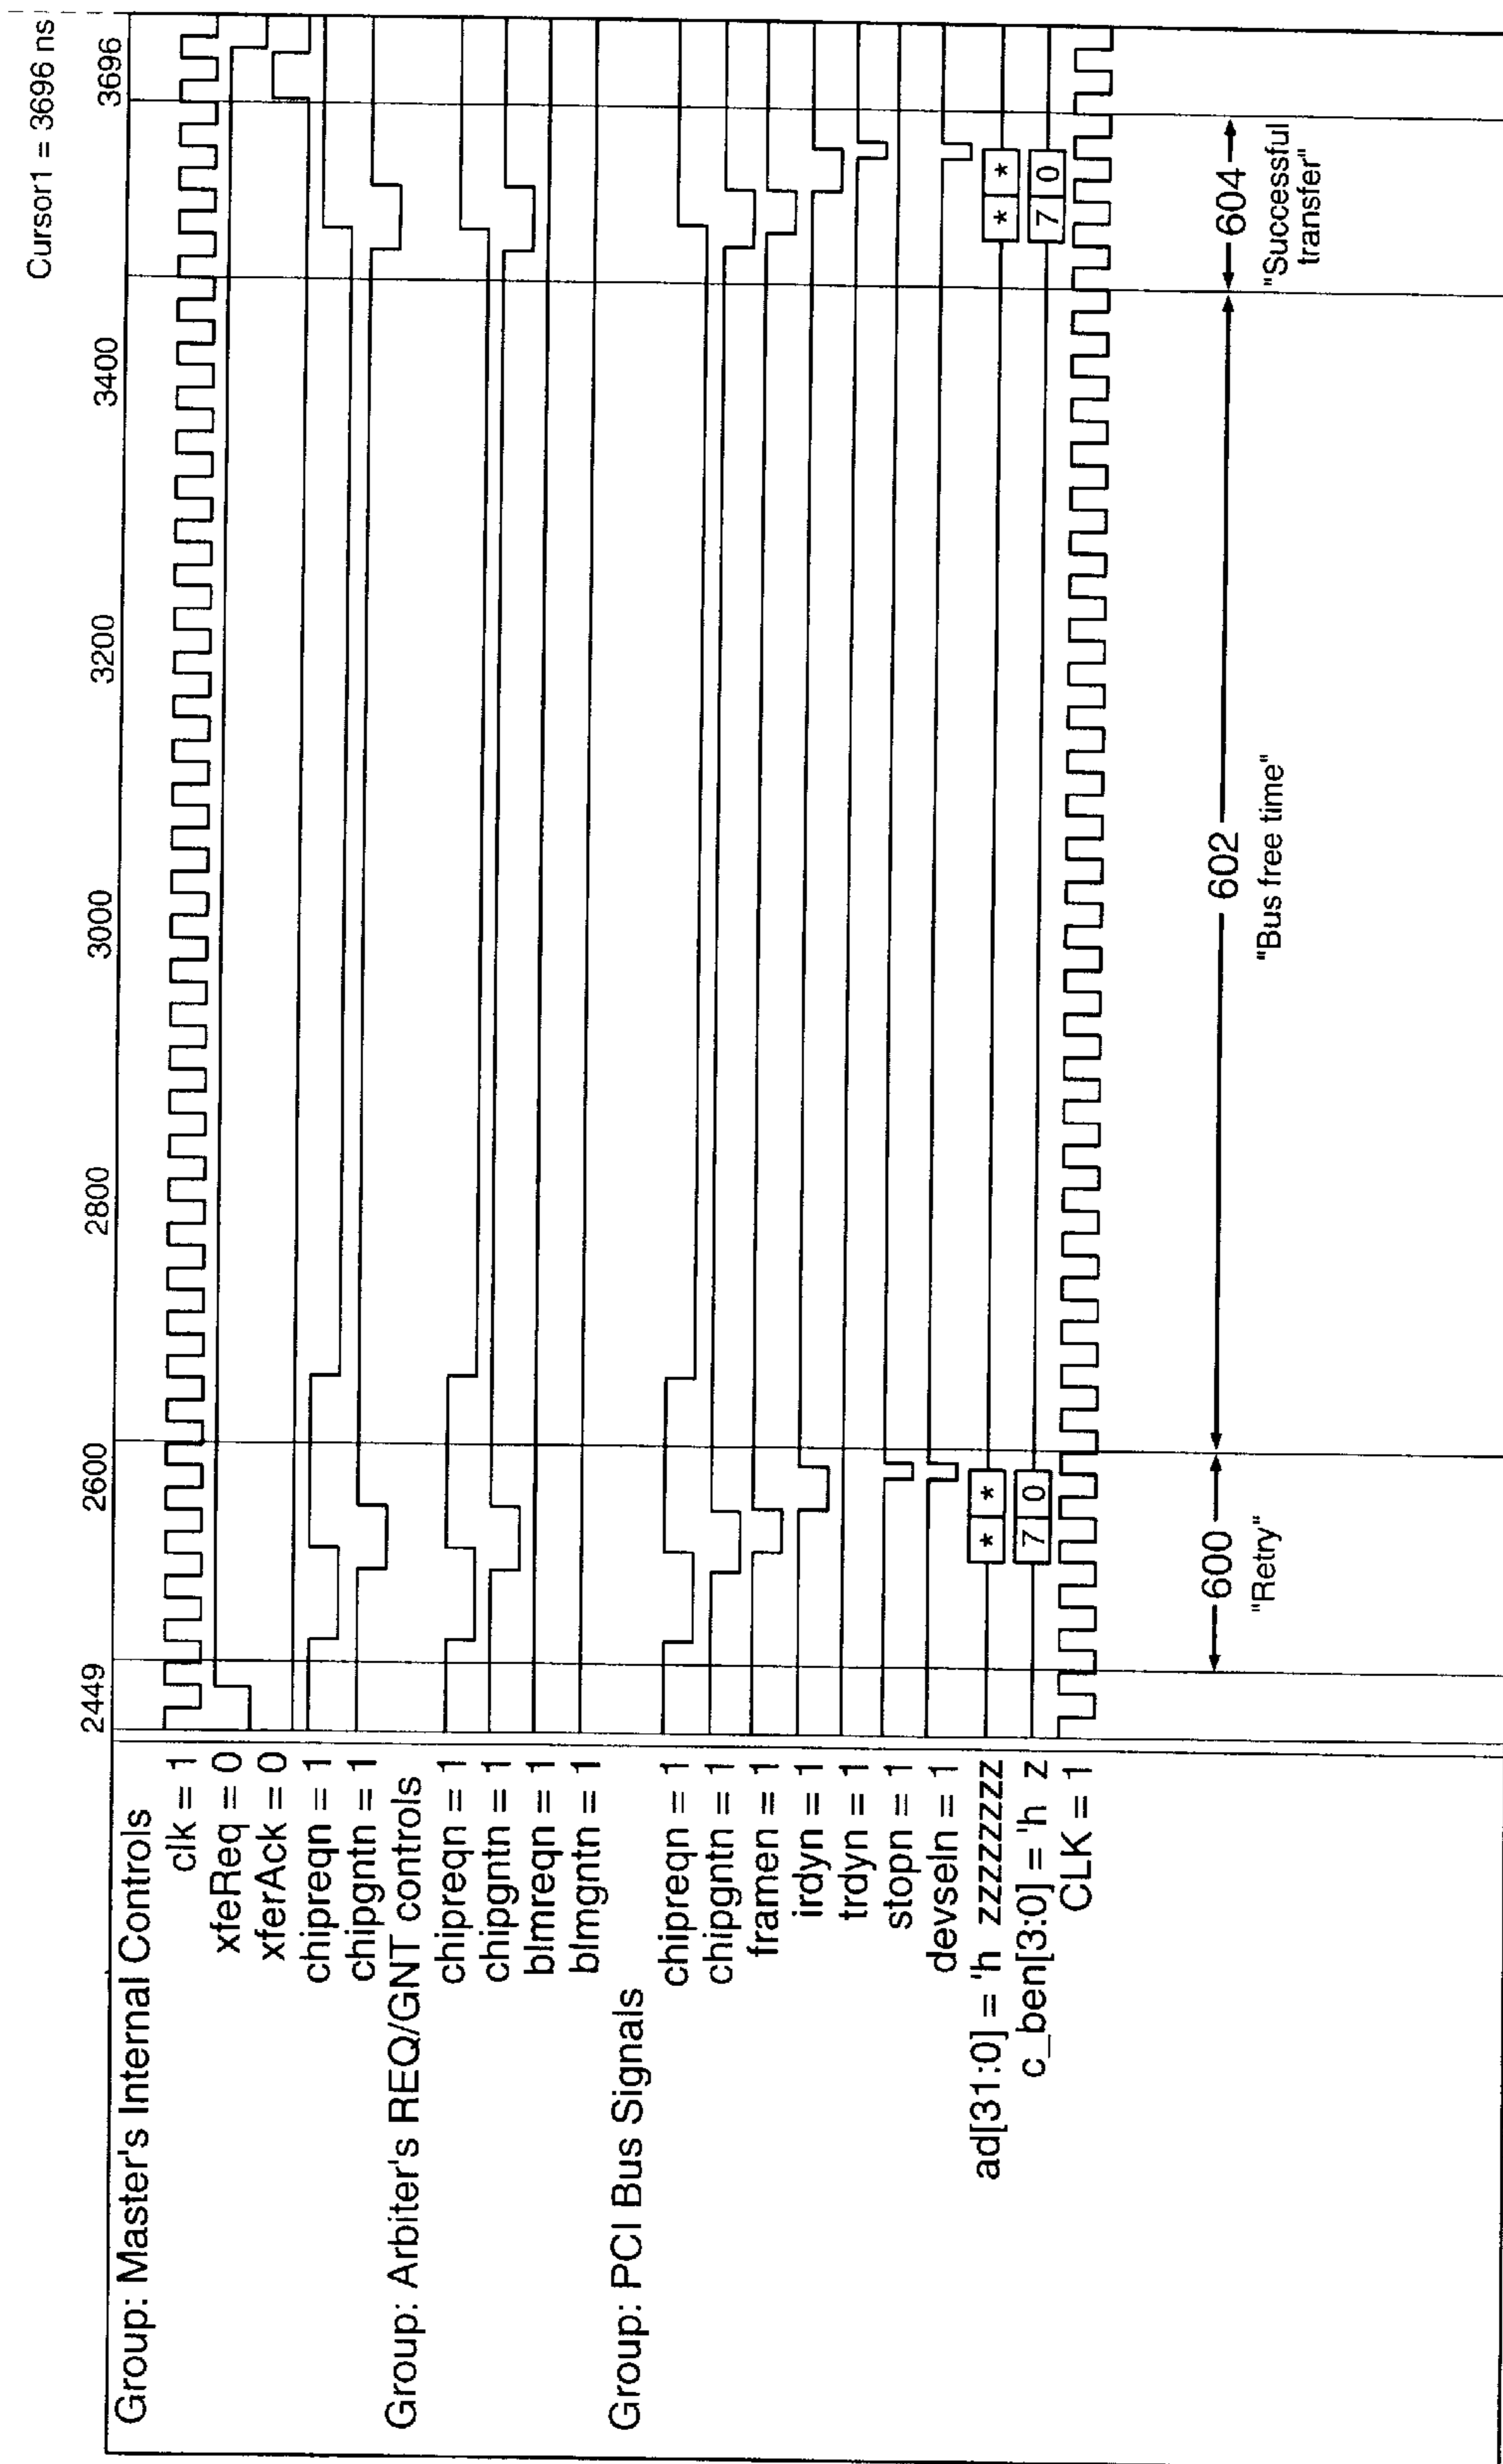 Cursor1 = 3696 ns
2449 2600 2800 3000 3200 3400 3696
Group: Master's Internal Controls
clk = 1
xfeReq = 0
xferAck = 0
chipreqn = 1
chipgntn = 1
Group: Arbiter's REQ/GNT controls
chipreqn = 1
chipgntn = 1
blmreqn = 1
blmgntn = 1
Group: PCI Bus Signals
chipreqn = 1
chipgntn = 1
framen = 1
irdyn = 1
trdyn = 1
stopn = 1
devseln = 1
ad[31:0] = 'h zzzzzzzz * * * *
c_ben[3:0] = 'h z 7 0 7 0
CLK = 1
600 602 604
"Retry" "Bus free time" "Successful
transfer"